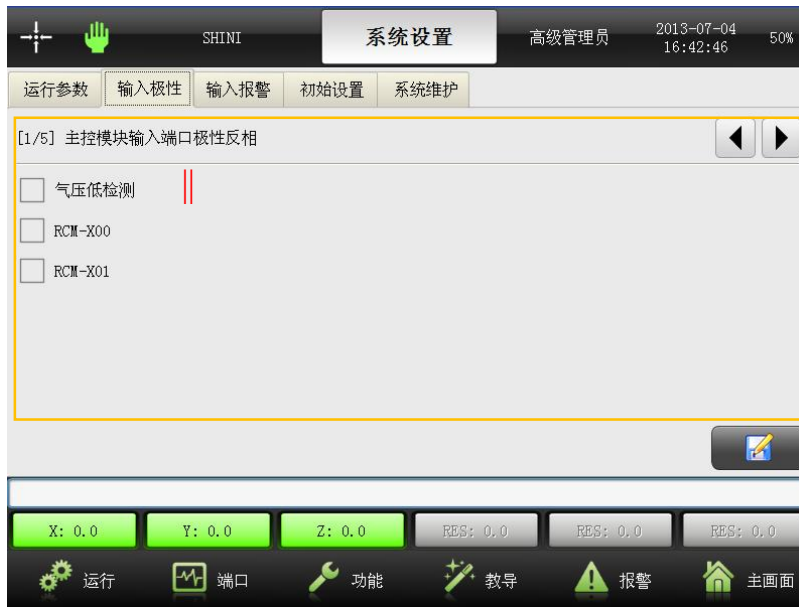 SHINI 系统设置 高级管理员 2013-07-04 16:42:46 50%
运行参数 输入极性 输入报警 初始设置 系统维护
[1/5] 主控模块输入端口极性反相
气压低检测
RCM-X00
RCM-X01
X: 0.0 Y: 0.0 Z: 0.0 RES: 0.0 RES: 0.0 RES: 0.0
运行 端口 功能 教导 报警 主画面